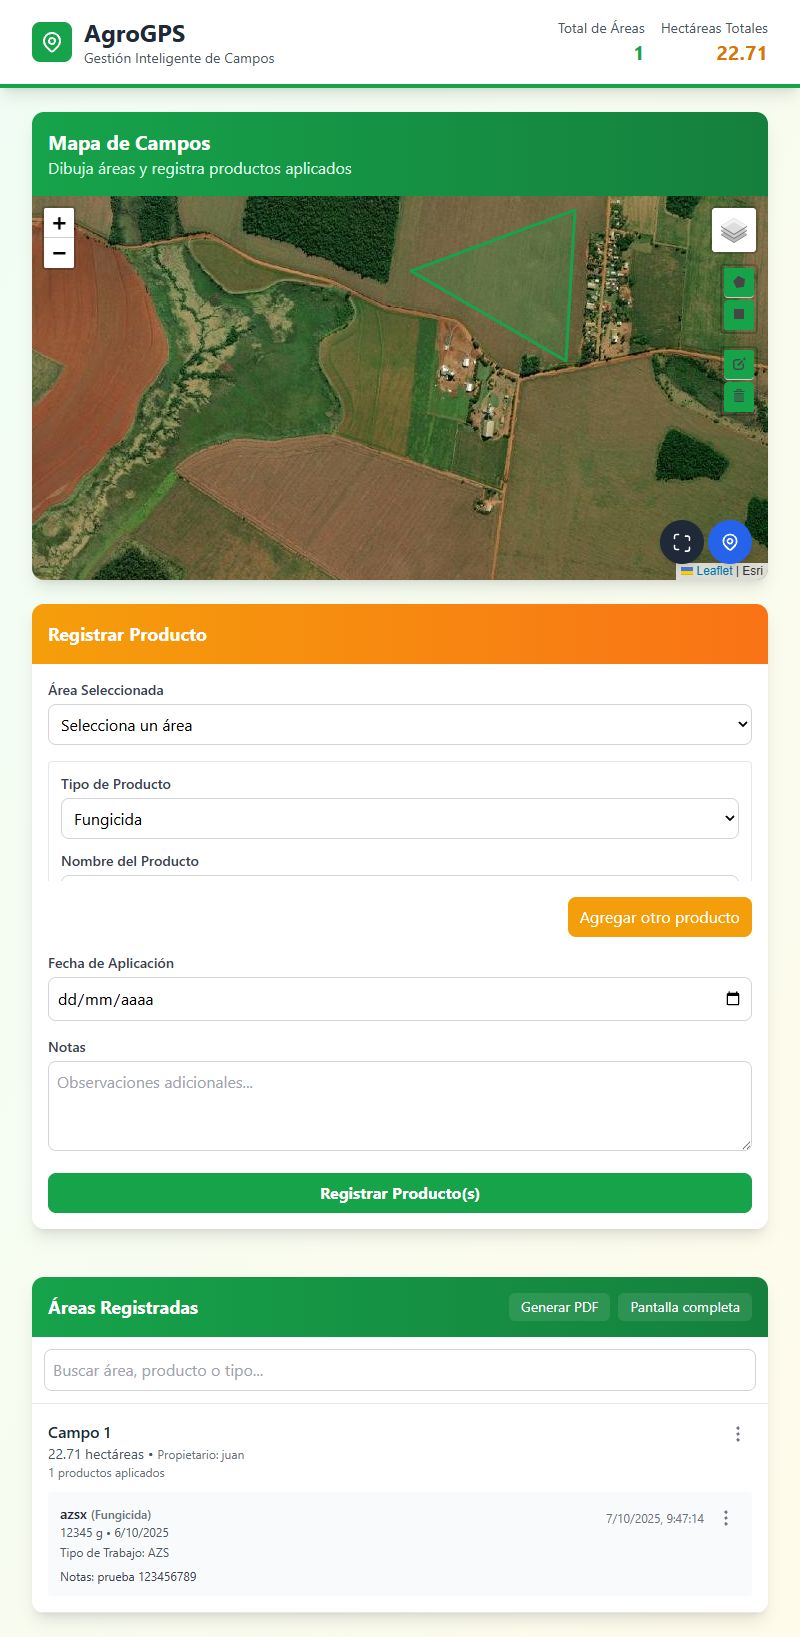 AgroGPS
Gestión Inteligente de Campos
Total de Áreas
1
Hectáreas Totales
22.71
Mapa de Campos
Dibuja áreas y registra productos aplicados
+
−
Leaflet | Esri
Registrar Producto
Área Seleccionada
Selecciona un área
Tipo de Producto
Fungicida
Nombre del Producto
Agregar otro producto
Fecha de Aplicación
dd/mm/aaaa
Notas
Observaciones adicionales...
Registrar Producto(s)
Áreas Registradas
Generar PDF
Pantalla completa
Buscar área, producto o tipo...
Campo 1
22.71 hectáreas • Propietario: juan
1 productos aplicados
azsx (Fungicida)
7/10/2025, 9:47:14
12345 g • 6/10/2025
Tipo de Trabajo: AZS
Notas: prueba 123456789